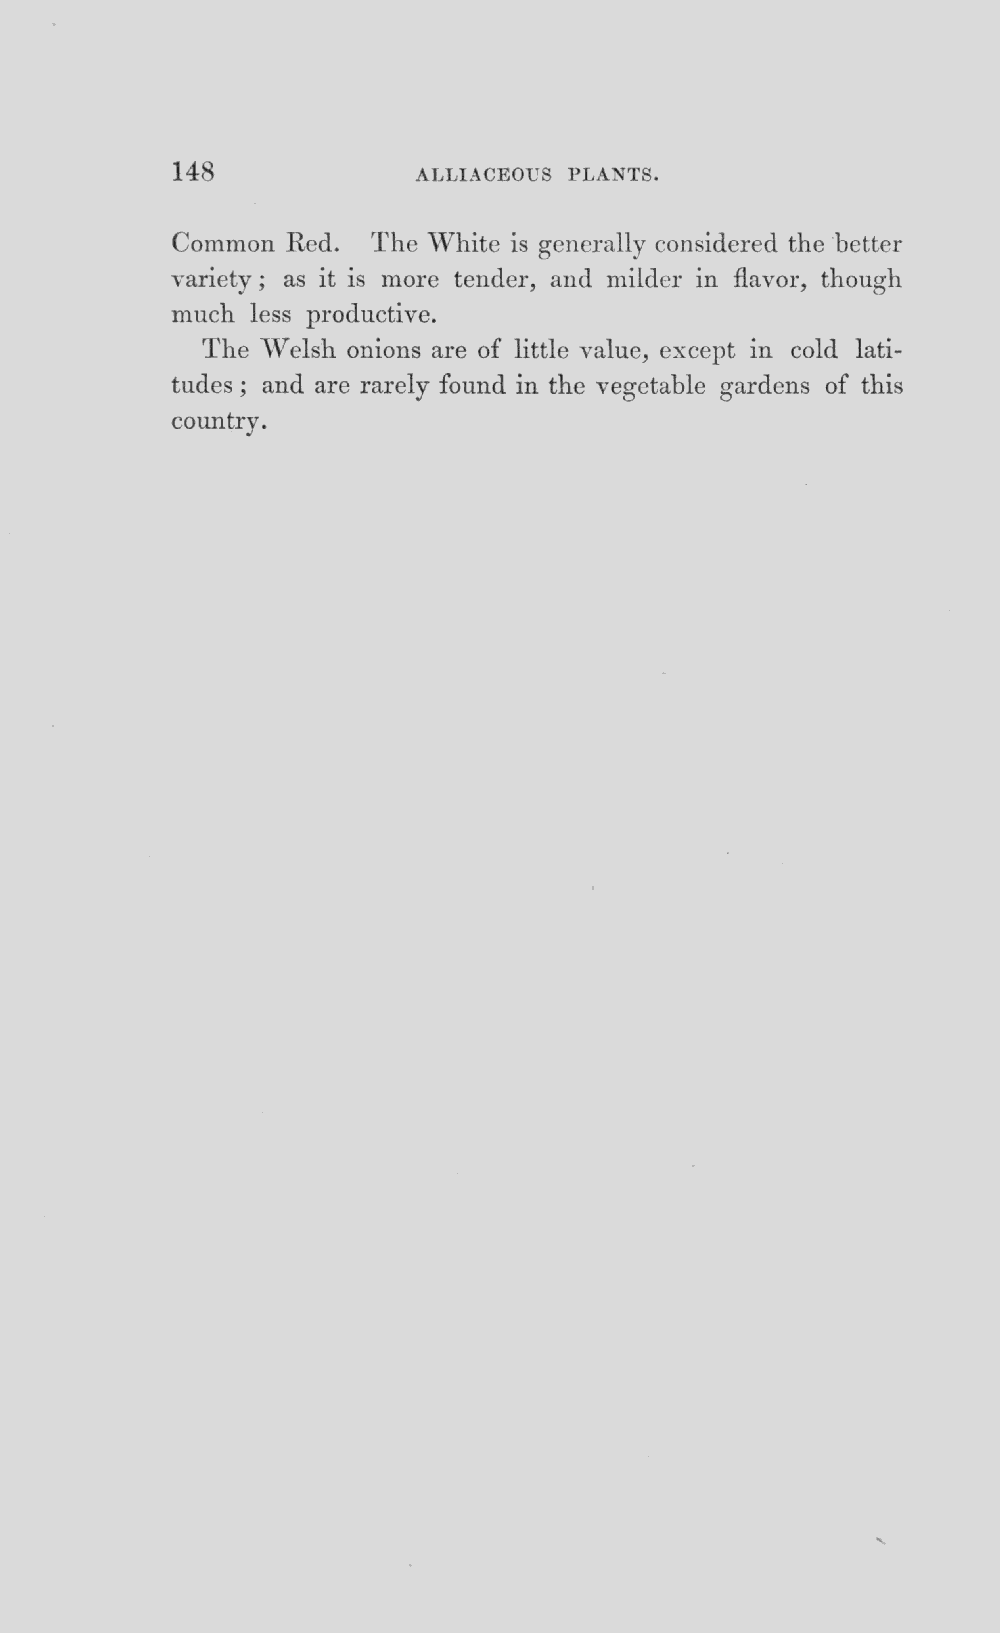 148 ALLIACEOUS PLANTS.
Common Red. The White is generally considered the better
variety; as it is more tender, and milder in flavor, though
much less productive.
The Welsh onions are of little value, except in cold lati-
tudes; and are rarely found in the vegetable gardens of this
country.